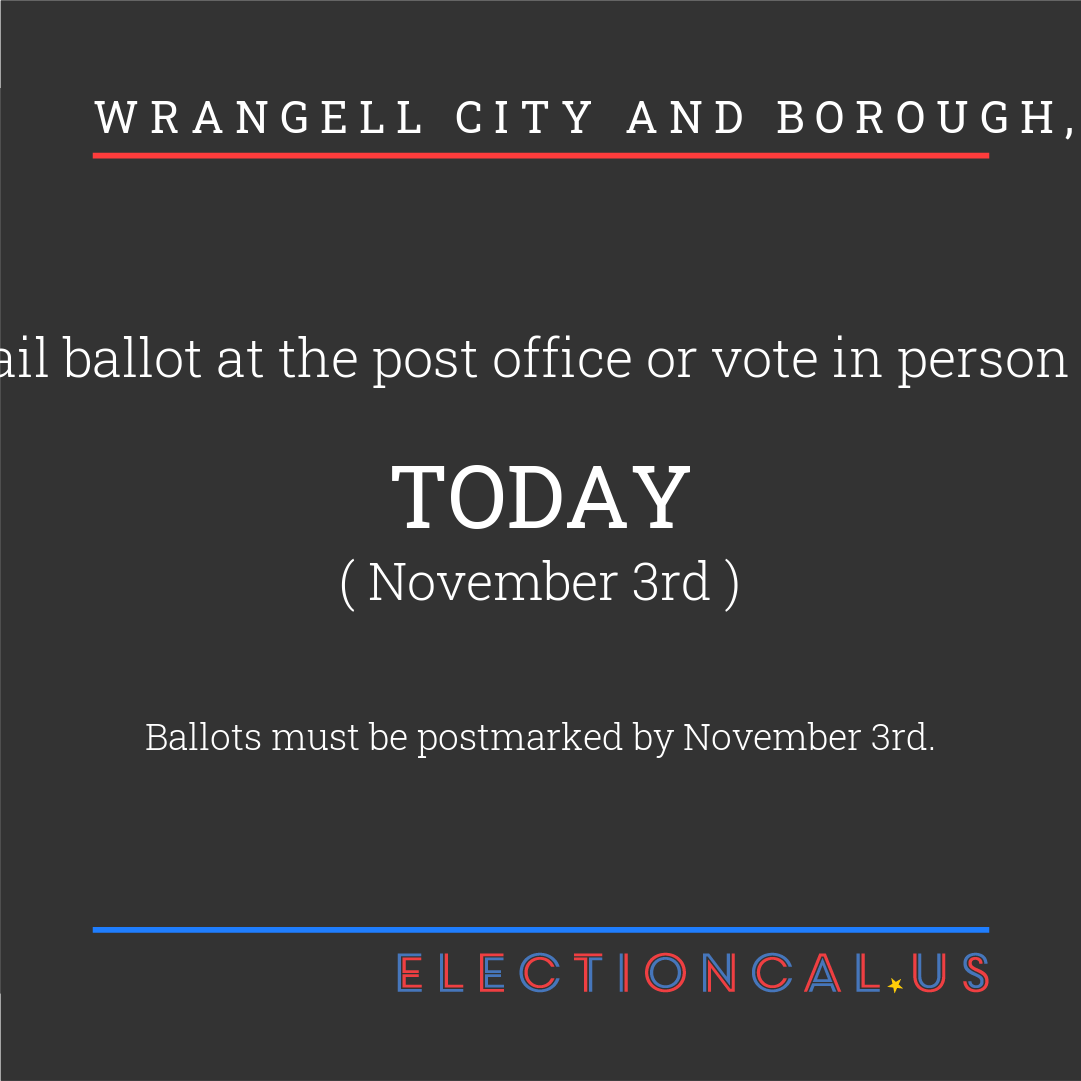 WRANGELL CITY AND BOROUGH,
ail ballot at the post office or vote in person
TODAY
( November 3rd )
Ballots must be postmarked by November 3rd.
ELECTIONCAL.US